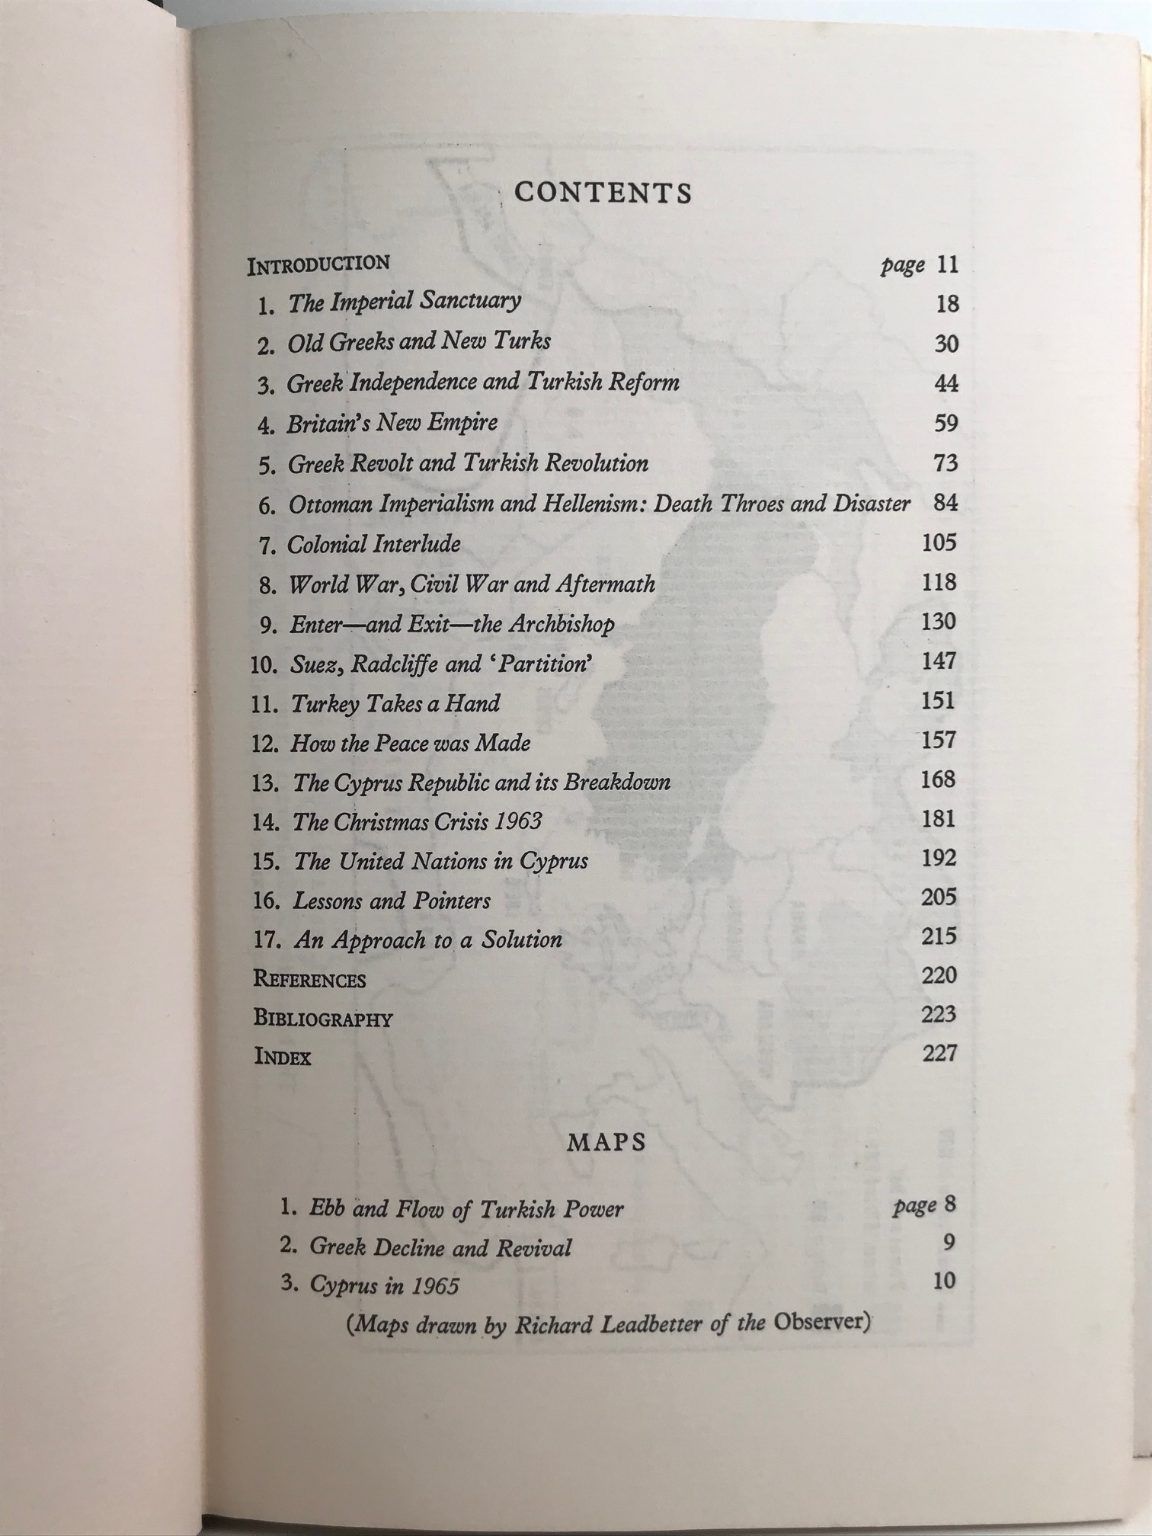 CONTENTS
INTRODUCTION page 11
1. The Imperial Sanctuary 18
2. Old Greeks and New Turks 30
3. Greek Independence and Turkish Reform 44
4. Britain's New Empire 59
5. Greek Revolt and Turkish Revolution 73
6. Ottoman Imperialism and Hellenism: Death Throes and Disaster 84
7. Colonial Interlude 105
8. World War, Civil War and Aftermath 118
9. Enter—and Exit—the Archbishop 130
10. Suez, Radcliffe and ‘Partition’ 147
11. Turkey Takes a Hand 151
12. How the Peace was Made 157
13. The Cyprus Republic and its Breakdown 168
14. The Christmas Crisis 1963 181
15. The United Nations in Cyprus 192
16. Lessons and Pointers 205
17. An Approach to a Solution 215
REFERENCES 220
BIBLIOGRAPHY 223
INDEX 227
MAPS
1. Ebb and Flow of Turkish Power page 8
2. Greek Decline and Revival 9
3. Cyprus in 1965 10
(Maps drawn by Richard Leadbetter of the Observer)